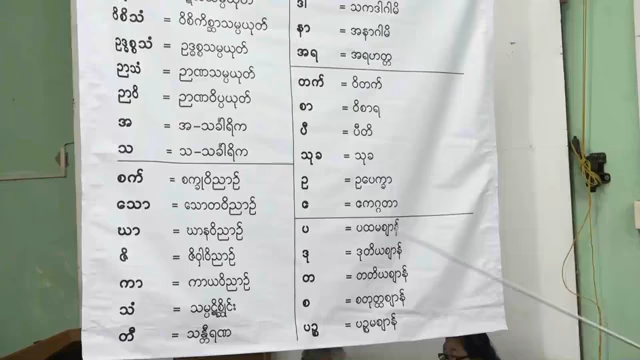 ဝိစိသံ = ဝိစိကိစ္ဆာသမ္ပယုတ်
ဥဒ္ဓစ္စသံ = ဥဒ္ဓစ္စသမ္ပယုတ်
ဉာသံ = ဉာဏသမ္ပယုတ်
ဉာဝိ = ဉာဏဝိပ္ပယုတ်
အ = အ-သင်္ခါရိက
သ = သ-သင်္ခါရိက
စက် = စက္ခုဝိညာဉ်
သော = သောတဝိညာဉ်
ဃာ = ဃာနဝိညာဉ်
ဇိ = ဇိဝှါဝိညာဉ်
ကာ = ကာယဝိညာဉ်
သံ = သမ္ပဋိစ္ဆိုင်း
တီ = သန္တီရဏ
ဒါ = သကဒါဂါမိ
နာ = အနာဂါမိ
အရ = အရဟတ္တ
တက် = ဝိတက်
စာ = ဝိစာရ
ပီ = ပီတိ
သုခ = သုခ
ဥ = ဥပေက္ခာ
ဧ = ဧကဂ္ဂတာ
ပ = ပထမဈာန်
ဒု = ဒုတိယဈာန်
တ = တတိယဈာန်
စ = စတုတ္ထဈာန်
ပဉ္စ = ပဉ္စမဈာန်